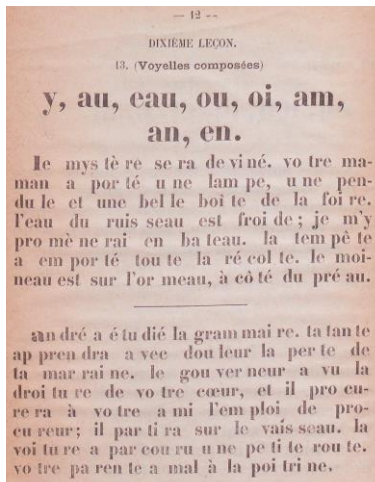 — 12 --
DIXIÈME LEÇON.
13. (Voyelles composées)
y, au, eau, ou, oi, am,
an, en.
le mys tè re se ra de vi né. vo tre ma-
man a por té u ne lam pe, u ne pen-
du le et une bel le boi te de la foi re.
l'eau du ruis seau est froi de ; je m'y
pro mè ne rai en ba teau. la tem pê te
a em por té tou te la ré col te. le moi-
neau est sur l'or meau, à cô té du pré au.
an dré a é tu dié la gram mai re. ta tan te
ap pren dra a vec dou leur la per te de
ta mar rai ne. le gou ver neur a vu la
droi tu re de vo tre cœur, et il pro cu-
re ra à vo tre a mi l'em ploi de pro-
cu reur ; il par ti ra sur le vais seau. la
voi tu re a par cou ru u ne pe ti te rou te.
vo tre pa ren te a mal à la poi tri ne.